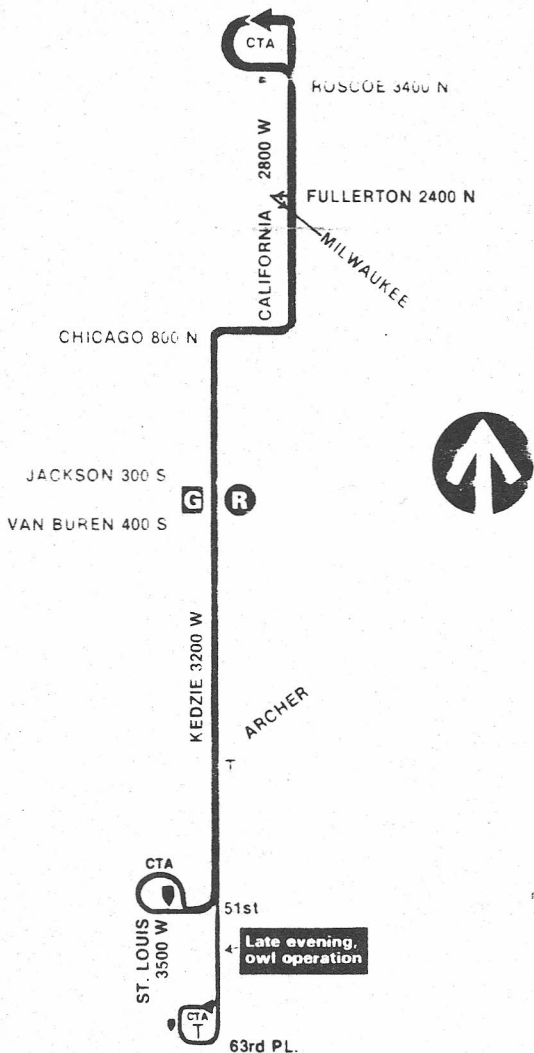 CTA
ROSCOE 3400 N
CALIFORNIA 2800 W
FULLERTON 2400 N
MILWAUKEE
CHICAGO 800 N
JACKSON 300 S
G R
VAN BUREN 400 S
KEDZIE 3200 W
ARCHER
T
CTA
51st
ST. LOUIS
3500 W
Late evening,
owl operation
CTA
T
63rd PL.